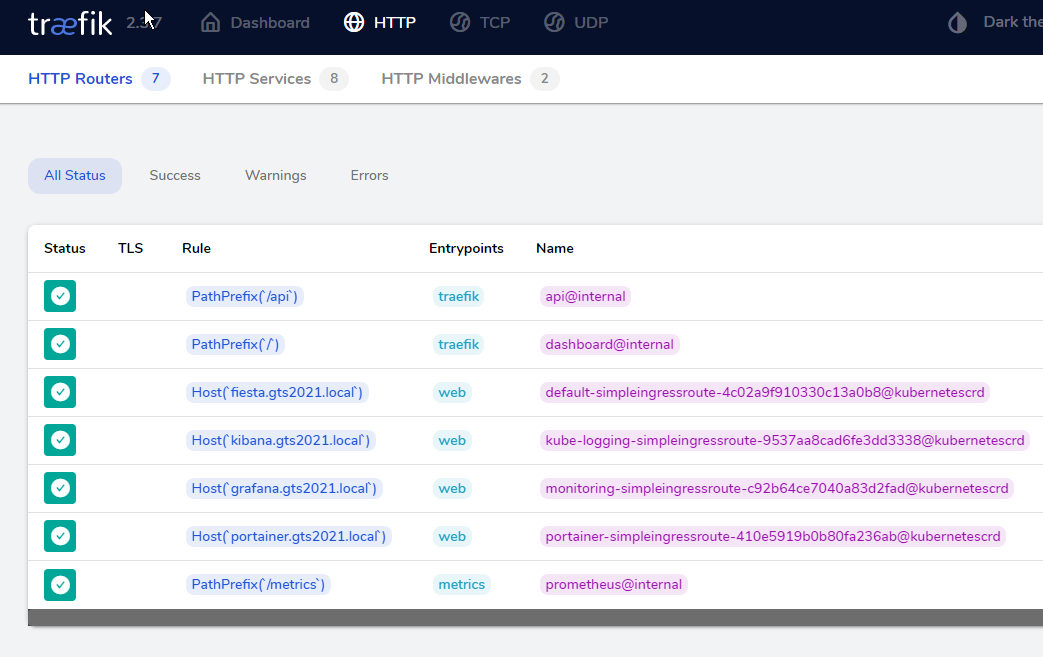 træfik Dashboard HTTP TCP UDP Dark the
HTTP Routers 7 HTTP Services 8 HTTP Middlewares 2
All Status Success Warnings Errors
Status TLS Rule Entrypoints Name
PathPrefix(`/api`) traefik api@internal
PathPrefix(`/`) traefik dashboard@internal
Host(`fiesta.gts2021.local`) web default-simpleingressroute-4c02a9f910330c13a0b8@kubernetescrd
Host(`kibana.gts2021.local`) web kube-logging-simpleingressroute-9537aa8cad6fe3dd3338@kubernetescrd
Host(`grafana.gts2021.local`) web monitoring-simpleingressroute-c92b64ce7040a83d2fad@kubernetescrd
Host(`portainer.gts2021.local`) web portainer-simpleingressroute-410e5919b0b80fa236ab@kubernetescrd
PathPrefix(`/metrics`) metrics prometheus@internal